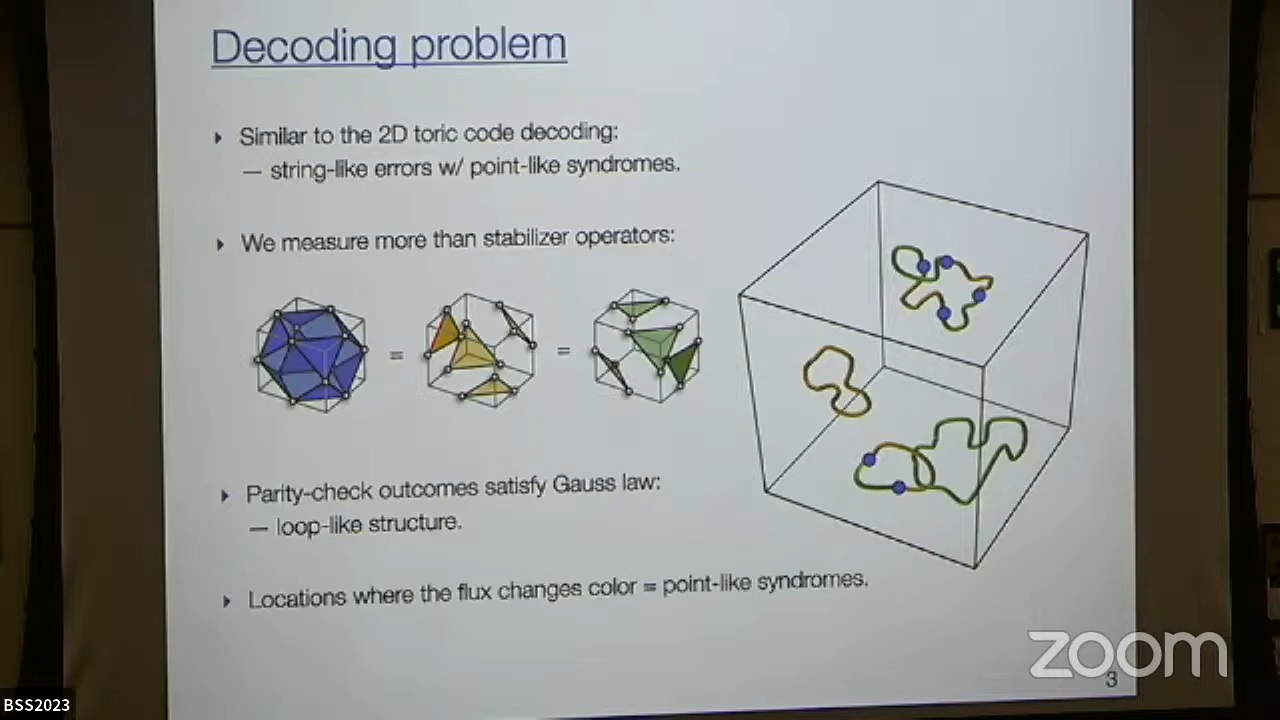 Decoding problem
Similar to the 2D toric code decoding:
— string-like errors w/ point-like syndromes.
We measure more than stabilizer operators:
= =
Parity-check outcomes satisfy Gauss law:
— loop-like structure.
Locations where the flux changes color = point-like syndromes.
zoom
3
BSS2023